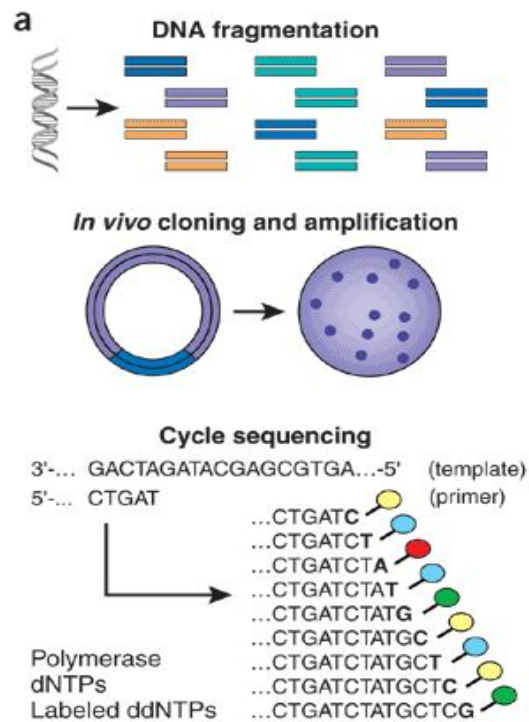 a
DNA fragmentation
In vivo cloning and amplification
Cycle sequencing
3'-... GACTAGATACGAGCGTGA...-5' (template)
5'-... CTGAT (primer)
...CTGATC
...CTGATCT
...CTGATCTA
...CTGATCTAT
...CTGATCTATG
...CTGATCTATGC
...CTGATCTATGCT
...CTGATCTATGCTC
...CTGATCTATGCTCG
Polymerase
dNTPs
Labeled ddNTPs